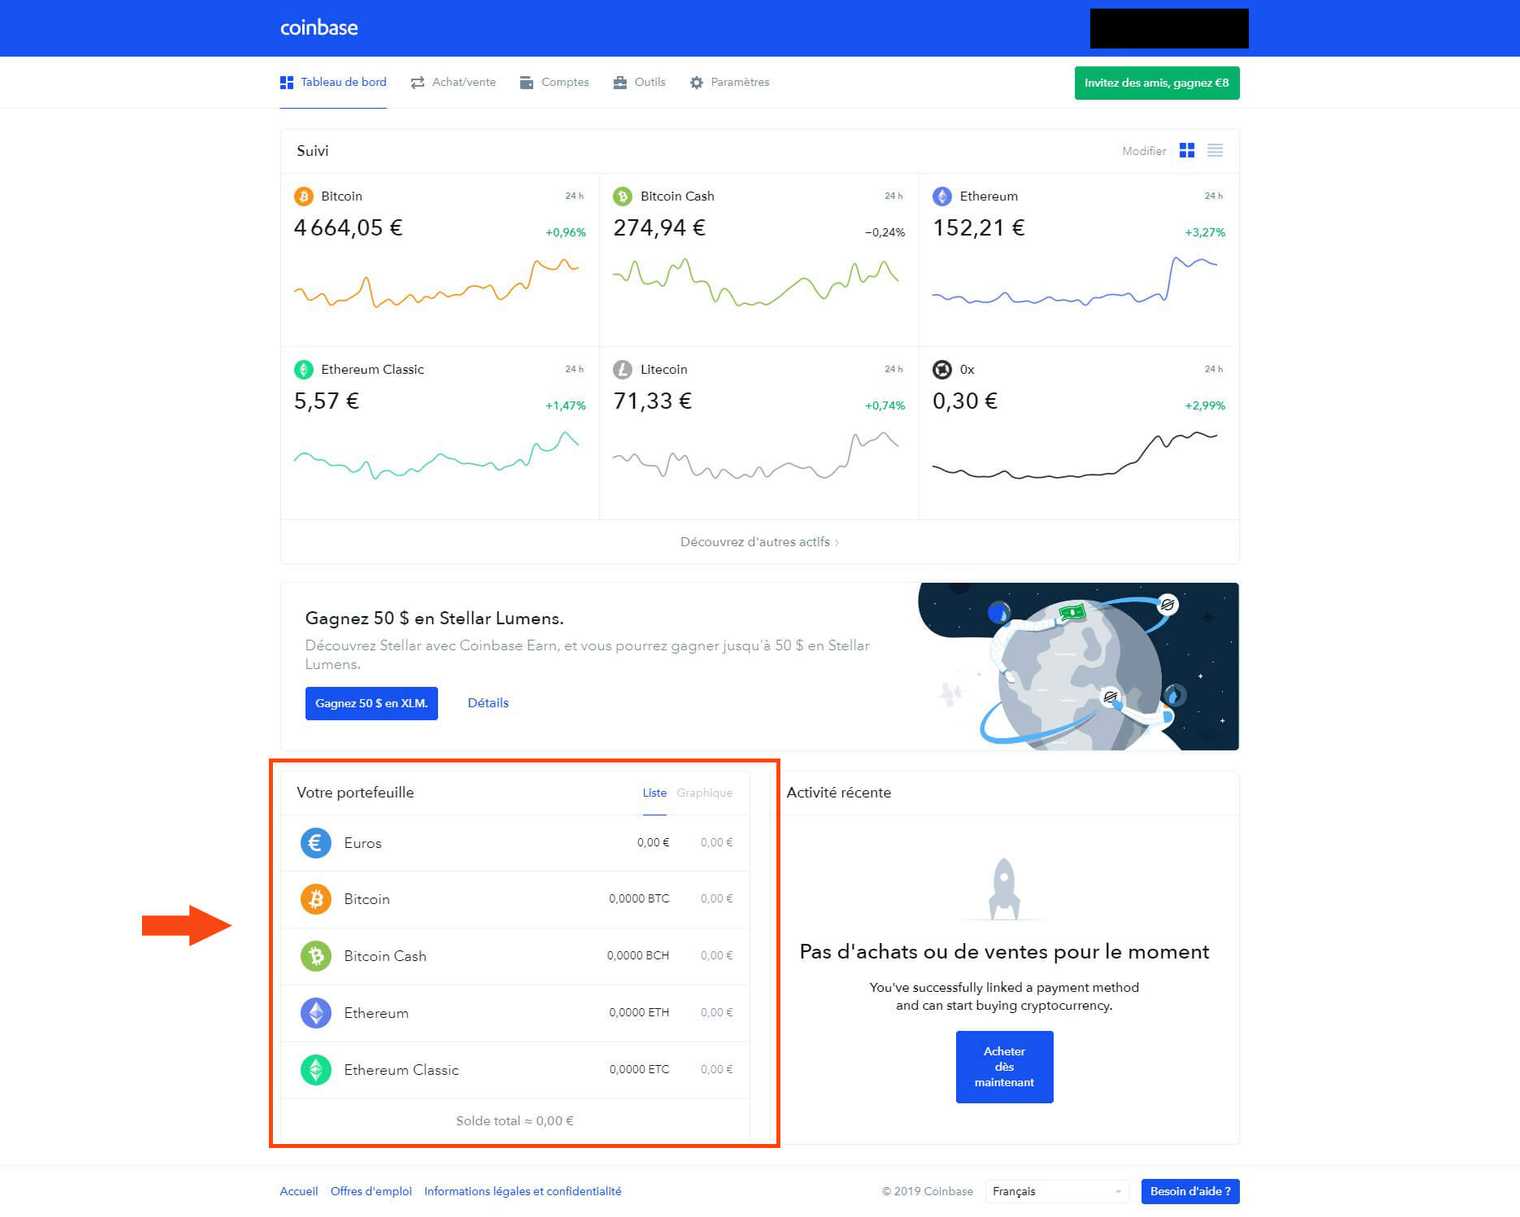 coinbase
Tableau de bord
Achat/vente
Comptes
Outils
Paramètres
Invitez des amis, gagnez €8
Suivi
Modifier
Bitcoin
24 h
4 664,05 €
+0,96%
Bitcoin Cash
24 h
274,94 €
−0,24%
Ethereum
24 h
152,21 €
+3,27%
Ethereum Classic
24 h
5,57 €
+1,47%
Litecoin
24 h
71,33 €
+0,74%
0x
24 h
0,30 €
+2,99%
Découvrez d'autres actifs ›
Gagnez 50 $ en Stellar Lumens.
Découvrez Stellar avec Coinbase Earn, et vous pourrez gagner jusqu'à 50 $ en Stellar
Lumens.
Gagnez 50 $ en XLM.
Détails
Votre portefeuille
Liste
Graphique
Euros
0,00 €
0,00 €
Bitcoin
0,0000 BTC
0,00 €
Bitcoin Cash
0,0000 BCH
0,00 €
Ethereum
0,0000 ETH
0,00 €
Ethereum Classic
0,0000 ETC
0,00 €
Solde total ≈ 0,00 €
Activité récente
Pas d'achats ou de ventes pour le moment
You've successfully linked a payment method
and can start buying cryptocurrency.
Acheter
dès
maintenant
Accueil
Offres d'emploi
Informations légales et confidentialité
© 2019 Coinbase
Français
Besoin d'aide ?